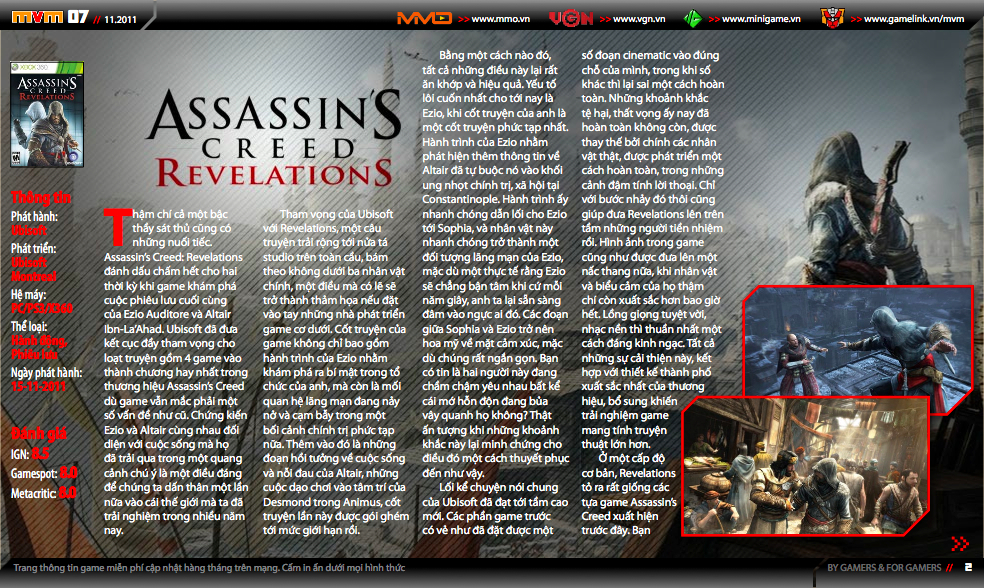 mvm 07 // 11.2011
MMO >> www.mmo.vn
VGN >> www.vgn.vn
>> www.minigame.vn
>> www.gamelink.vn/mvm
XBOX 360
ASSASSIN'S
CREED
REVELATIONS
Thông tin
Phát hành:
Ubisoft
Phát triển:
Ubisoft
Montreal
Hệ máy:
PC/PS3/X360
Thể loại:
Hành động,
Phiêu lưu
Ngày phát hành:
15-11-2011
Đánh giá
IGN: 8.5
Gamespot: 8.0
Metacritic: 8.0
ASSASSIN'S
CREED
REVELATIONS
Thậm chí cả một bậc
thầy sát thủ cũng có
những nuối tiếc.
Assassin's Creed: Revelations
đánh dấu chấm hết cho hai
thời kỳ khi game khám phá
cuộc phiêu lưu cuối cùng
của Ezio Auditore và Altair
Ibn-La'Ahad. Ubisoft đã đưa
kết cục đầy tham vọng cho
loạt truyện gồm 4 game vào
thành chương hay nhất trong
thương hiệu Assassin's Creed
dù game vẫn mắc phải một
số vấn đề như cũ. Chứng kiến
Ezio và Altair cùng nhau đối
diện với cuộc sống mà họ
đã trải qua trong một quang
cảnh chú ý là một điều đáng
để chúng ta dấn thân một lần
nữa vào cái thế giới mà ta đã
trải nghiệm trong nhiều năm
nay.
Tham vọng của Ubisoft
với Revelations, một câu
truyện trải rộng tới nửa tá
studio trên toàn cầu, bám
theo không dưới ba nhân vật
chính, một điều mà có lẽ sẽ
trở thành thảm họa nếu đặt
vào tay những nhà phát triển
game cơ dưới. Cốt truyện của
game không chỉ bao gồm
hành trình của Ezio nhằm
khám phá ra bí mật trong tổ
chức của anh, mà còn là mối
quan hệ lãng mạn đang nảy
nở và cạm bẫy trong một
bối cảnh chính trị phức tạp
nữa. Thêm vào đó là những
đoạn hồi tưởng về cuộc sống
và nỗi đau của Altair, những
cuộc dạo chơi vào tâm trí của
Desmond trong Animus, cốt
truyện lần này được gói ghém
tới mức giới hạn rồi.
Bằng một cách nào đó,
tất cả những điều này lại rất
ăn khớp và hiệu quả. Yếu tố
lôi cuốn nhất cho tới nay là
Ezio, khi cốt truyện của anh là
một cốt truyện phức tạp nhất.
Hành trình của Ezio nhằm
phát hiện thêm thông tin về
Altair đã tự buộc nó vào khối
ung nhọt chính trị, xã hội tại
Constantinople. Hành trình ấy
nhanh chóng dẫn lối cho Ezio
tới Sophia, và nhân vật này
nhanh chóng trở thành một
đối tượng lãng mạn của Ezio,
mặc dù một thực tế rằng Ezio
sẽ chẳng bận tâm khi cứ mỗi
năm giây, anh ta lại sẵn sàng
đâm vào ngực ai đó. Các đoạn
giữa Sophia và Ezio trở nên
hoa mỹ về mặt cảm xúc, mặc
dù chúng rất ngắn gọn. Bạn
có tin là hai người này đang
chầm chậm yêu nhau bất kể
cái mớ hỗn độn đang bủa
vây quanh họ không? Thật
ấn tượng khi những khoảnh
khắc này lại minh chứng cho
điều đó một cách thuyết phục
đến như vậy.
Lối kể chuyện nói chung
của Ubisoft đã đạt tới tầm cao
mới. Các phần game trước
có vẻ như đã đặt được một
số đoạn cinematic vào đúng
chỗ của mình, trong khi số
khác thì lại sai một cách hoàn
toàn. Những khoảnh khắc
tệ hại, thất vọng ấy nay đã
hoàn toàn không còn, được
thay thế bởi chính các nhân
vật thật, được phát triển một
cách hoàn toàn, trong những
cảnh đậm tính lời thoại. Chỉ
với bước nhảy đó thôi cũng
giúp đưa Revelations lên trên
tầm những người tiền nhiệm
rồi. Hình ảnh trong game
cũng như được đưa lên một
nấc thang nữa, khi nhân vật
và biểu cảm của họ thậm
chí còn xuất sắc hơn bao giờ
hết. Lồng giọng tuyệt vời,
nhạc nền thì thuần nhất một
cách đáng kinh ngạc. Tất cả
những sự cải thiện này, kết
hợp với thiết kế thành phố
xuất sắc nhất của thương
hiệu, bổ sung khiến
trải nghiệm game
mang tính truyện
thuật lớn hơn.
Ở một cấp độ
cơ bản, Revelations
tỏ ra rất giống các
tựa game Assassin's
Creed xuất hiện
trước đây. Bạn
Trang thông tin game miễn phí cập nhật hàng tháng trên mạng. Cấm in ấn dưới mọi hình thức
BY GAMERS & FOR GAMERS // 2